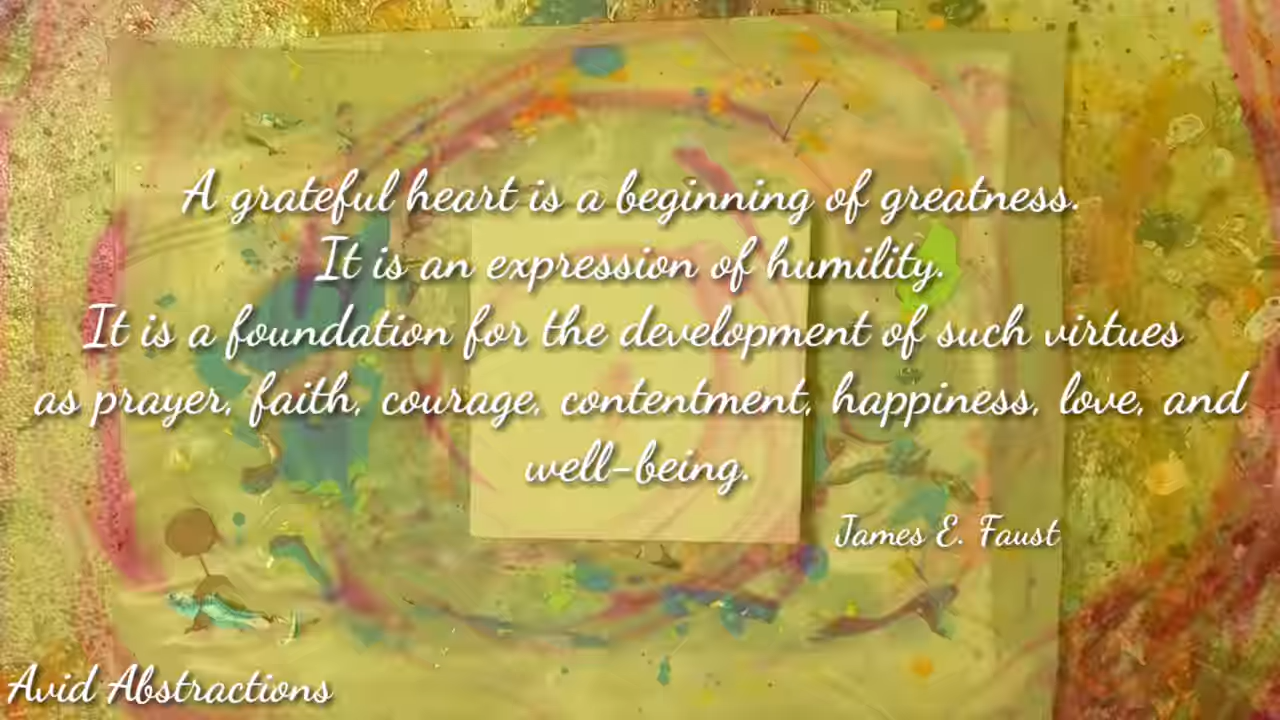 A grateful heart is a beginning of greatness.
It is an expression of humility.
It is a foundation for the development of such virtues
as prayer, faith, courage, contentment, happiness, love, and
well-being.
James E. Faust
Avid Abstractions